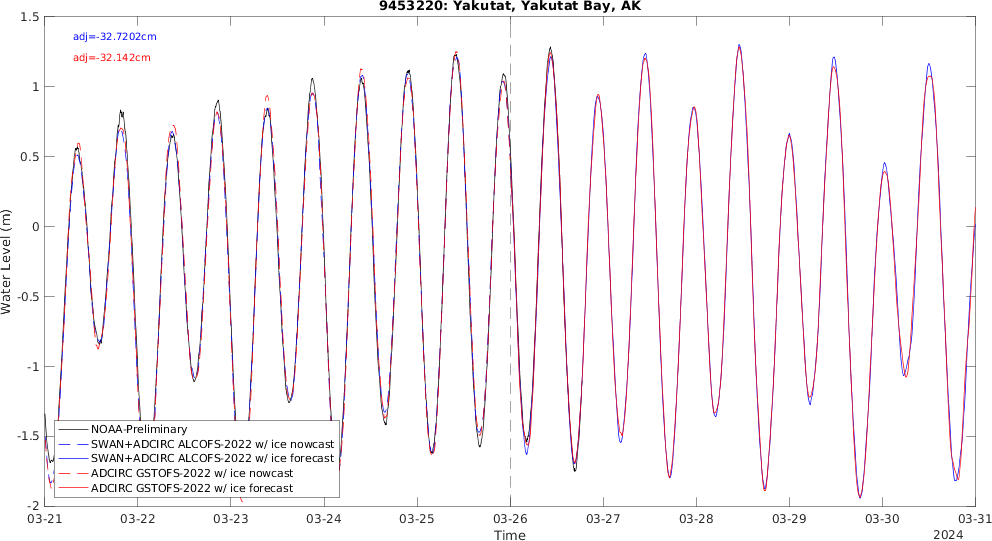 9453220: Yakutat, Yakutat Bay, AK
adj=-32.7202cm
adj=-32.142cm
Water Level (m)
1.5
1
0.5
0
-0.5
-1
-1.5
-2
NOAA-Preliminary
SWAN+ADCIRC ALCOFS-2022 w/ ice nowcast
SWAN+ADCIRC ALCOFS-2022 w/ ice forecast
ADCIRC GSTOFS-2022 w/ ice nowcast
ADCIRC GSTOFS-2022 w/ ice forecast
03-21 03-22 03-23 03-24 03-25 03-26 03-27 03-28 03-29 03-30 03-31
Time
2024